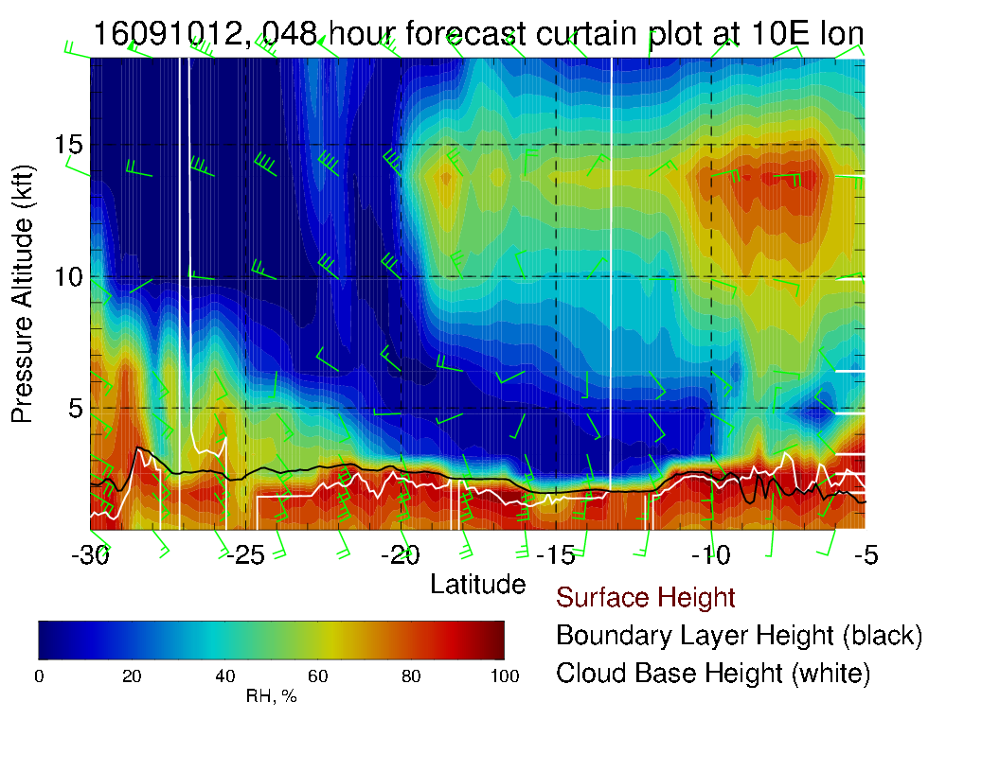 16091012, 048 hour forecast curtain plot at 10E lon
Pressure Altitude (kft)
15
10
5
-30 -25 -20 -15 -10 -5
Latitude
Surface Height
Boundary Layer Height (black)
Cloud Base Height (white)
0 20 40 60 80 100
RH, %